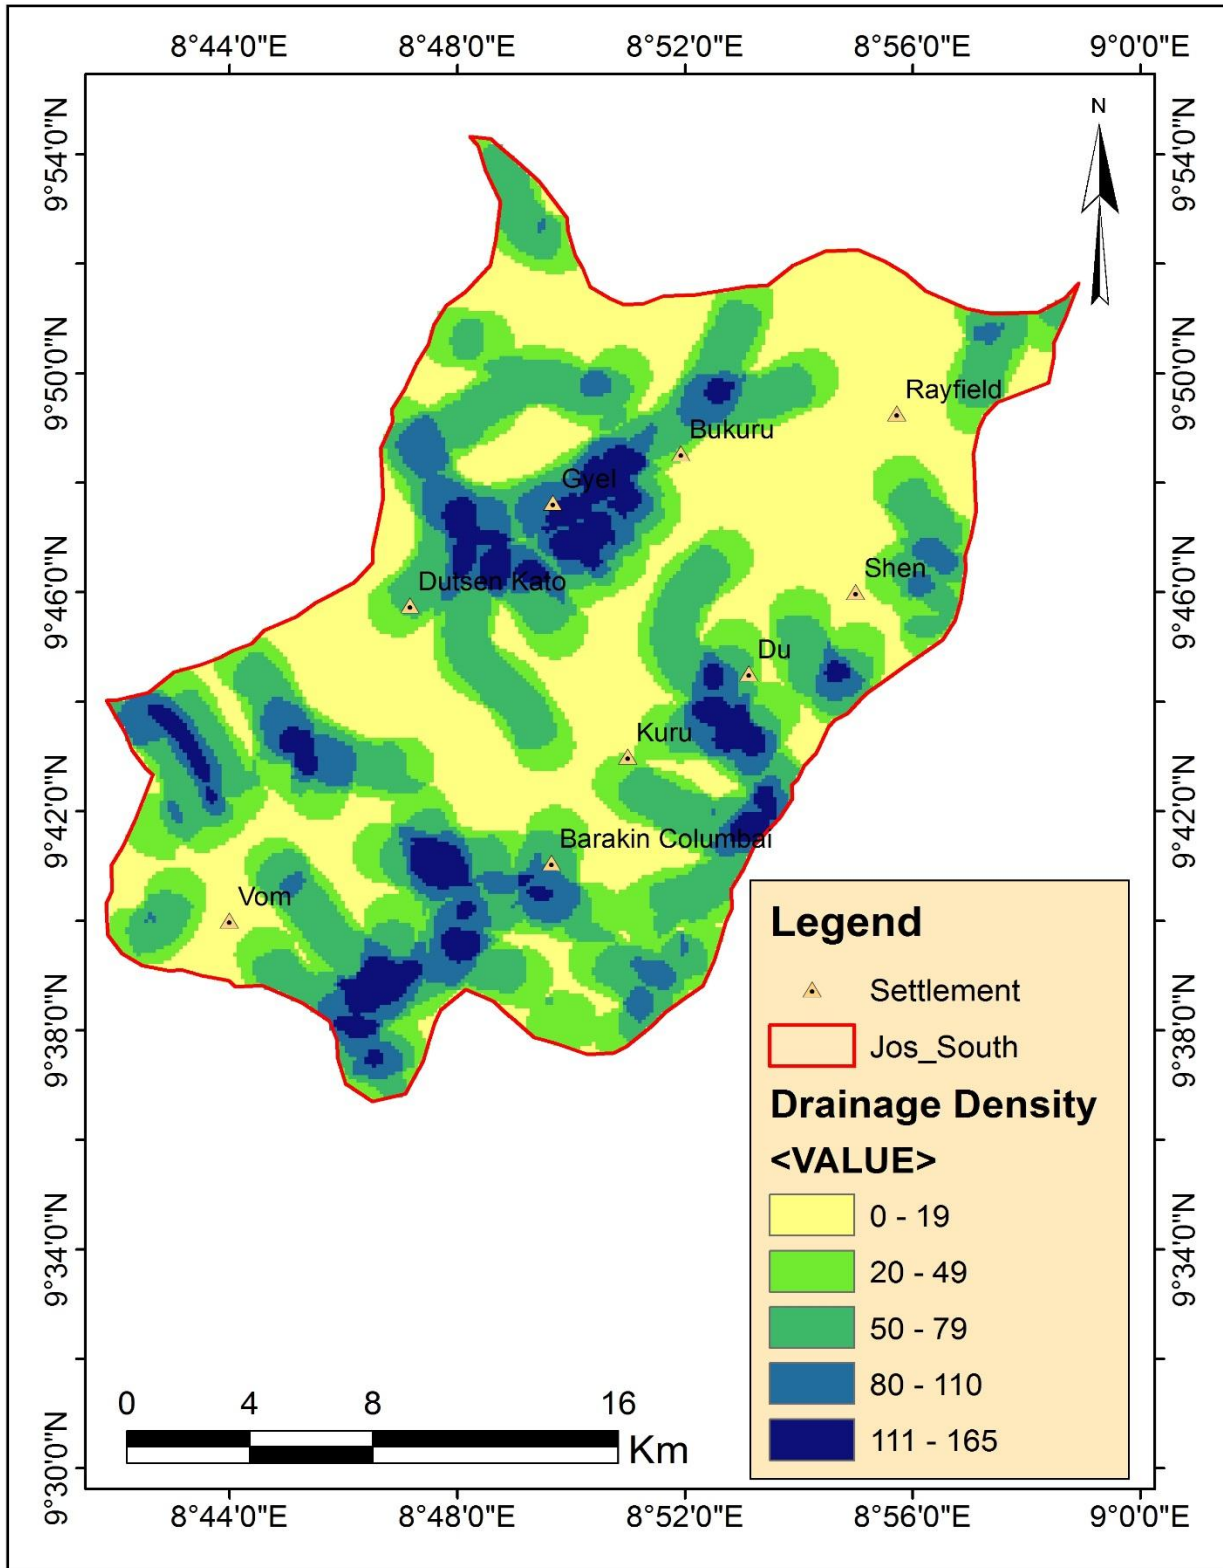 8°44'0"E 8°48'0"E 8°52'0"E 8°56'0"E 9°0'0"E
N
9°54'0"N 9°54'0"N
9°50'0"N 9°50'0"N
Rayfield
Bukuru
Gyel
9°46'0"N 9°46'0"N
Shen
Dutsen Kato
Du
Kuru
9°42'0"N 9°42'0"N
Barakin Columbai
Vom
Legend
Settlement
Jos_South
9°38'0"N 9°38'0"N
Drainage Density
<VALUE>
0 - 19
20 - 49
50 - 79
80 - 110
111 - 165
9°34'0"N 9°34'0"N
0 4 8 16
Km
9°30'0"N 9°30'0"N
8°44'0"E 8°48'0"E 8°52'0"E 8°56'0"E 9°0'0"E